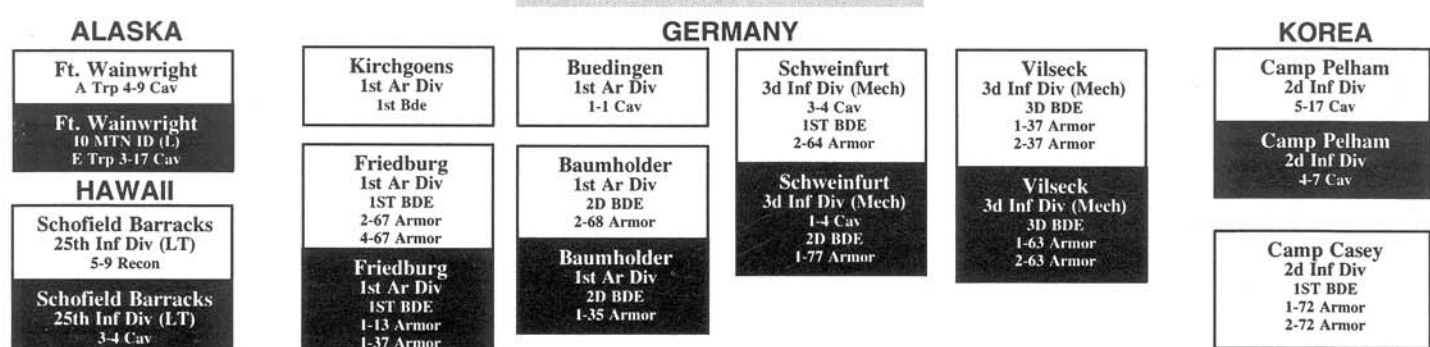 ALASKA
Ft. Wainwright
A Trp 4-9 Cav
Ft. Wainwright
10 MTN ID (L)
E Trp 3-17 Cav
HAWAII
Schofield Barracks
25th Inf Div (LT)
5-9 Recon
Schofield Barracks
25th Inf Div (LT)
3-4 Cav
GERMANY
Kirchgoens
1st Ar Div
1st Bde
Friedburg
1st Ar Div
1ST BDE
2-67 Armor
4-67 Armor
Friedburg
1st Ar Div
1ST BDE
1-13 Armor
1-37 Armor
Buedingen
1st Ar Div
1-1 Cav
Baumholder
1st Ar Div
2D BDE
2-68 Armor
Baumholder
1st Ar Div
2D BDE
1-35 Armor
Schweinfurt
3d Inf Div (Mech)
3-4 Cav
1ST BDE
2-64 Armor
Schweinfurt
3d Inf Div (Mech)
1-4 Cav
2D BDE
1-77 Armor
Vilseck
3d Inf Div (Mech)
3D BDE
1-37 Armor
2-37 Armor
Vilseck
3d Inf Div (Mech)
3D BDE
1-63 Armor
2-63 Armor
KOREA
Camp Pelham
2d Inf Div
5-17 Cav
Camp Pelham
2d Inf Div
4-7 Cav
Camp Casey
2d Inf Div
1ST BDE
1-72 Armor
2-72 Armor